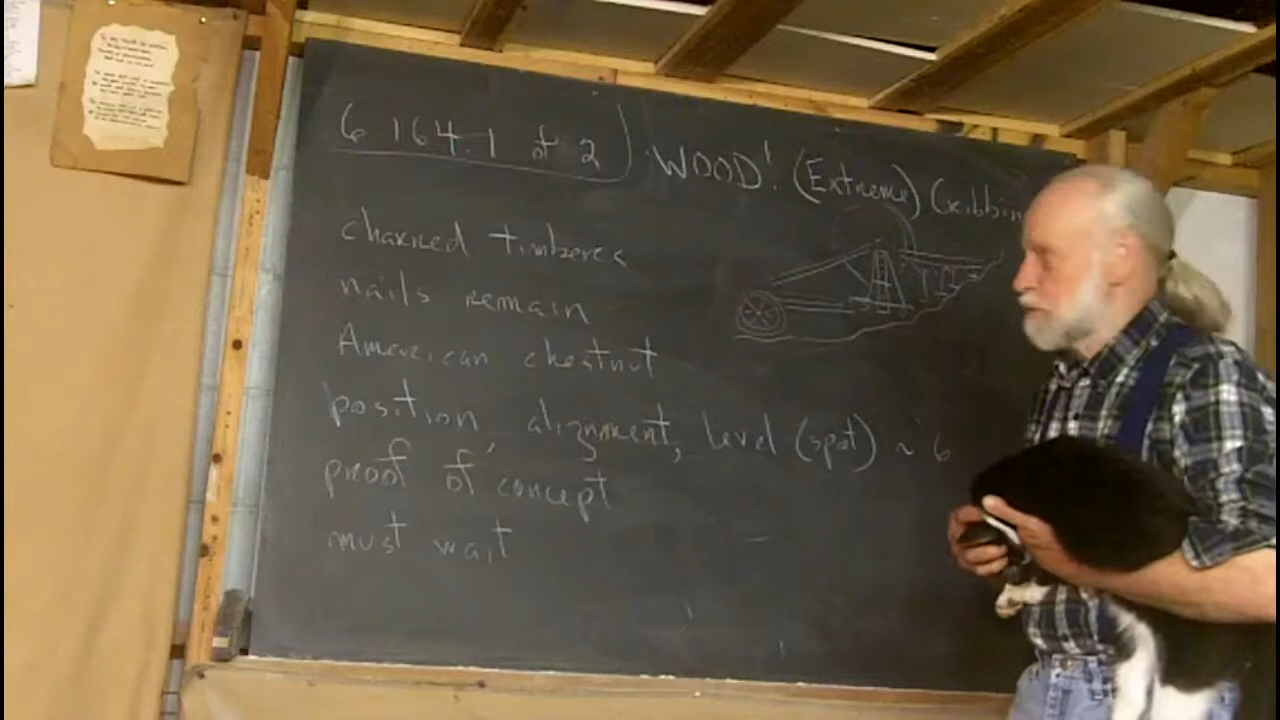 6 164.1 of 2) WOOD! (Extreme) Cribbin
charred timbers
nails remain
American chestnut
position, alignment, level (spot) ~ 6
proof of concept
must wait